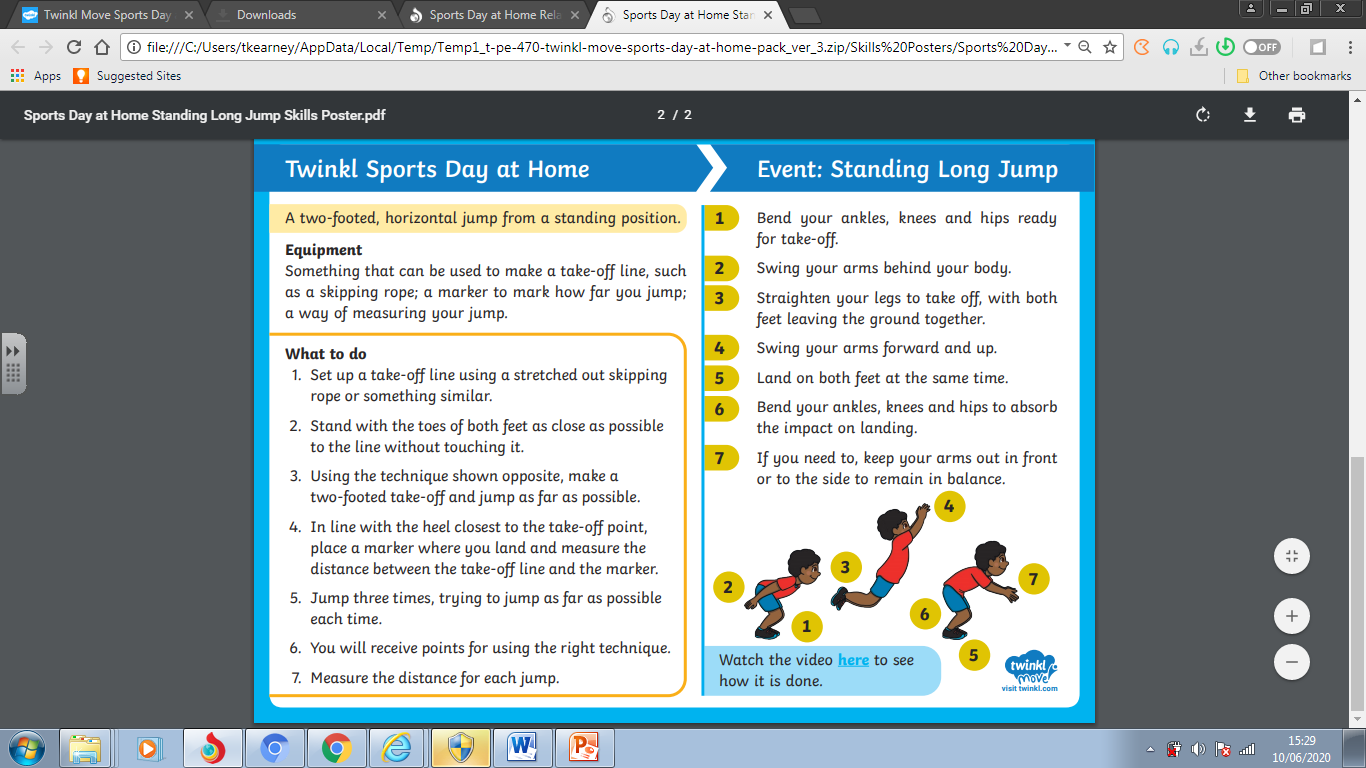 Twinkl Move Sports Day
Downloads
Sports Day at Home Rela
Sports Day at Home Stan
file:///C:/Users/tkearney/AppData/Local/Temp/Temp1_t-pe-470-twinkl-move-sports-day-at-home-pack_ver_3.zip/Skills%20Posters/Sports%20Day...
OFF
Apps
Suggested Sites
Other bookmarks
Sports Day at Home Standing Long Jump Skills Poster.pdf
2 / 2
Twinkl Sports Day at Home
Event: Standing Long Jump
A two-footed, horizontal jump from a standing position.
Equipment
Something that can be used to make a take-off line, such
as a skipping rope; a marker to mark how far you jump;
a way of measuring your jump.
What to do
1. Set up a take-off line using a stretched out skipping
rope or something similar.
2. Stand with the toes of both feet as close as possible
to the line without touching it.
3. Using the technique shown opposite, make a
two-footed take-off and jump as far as possible.
4. In line with the heel closest to the take-off point,
place a marker where you land and measure the
distance between the take-off line and the marker.
5. Jump three times, trying to jump as far as possible
each time.
6. You will receive points for using the right technique.
7. Measure the distance for each jump.
1 Bend your ankles, knees and hips ready
for take-off.
2 Swing your arms behind your body.
3 Straighten your legs to take off, with both
feet leaving the ground together.
4 Swing your arms forward and up.
5 Land on both feet at the same time.
6 Bend your ankles, knees and hips to absorb
the impact on landing.
7 If you need to, keep your arms out in front
or to the side to remain in balance.
2
1
3
4
6
7
5
Watch the video here to see
how it is done.
twinkl
move
visit twinkl.com
15:29
10/06/2020